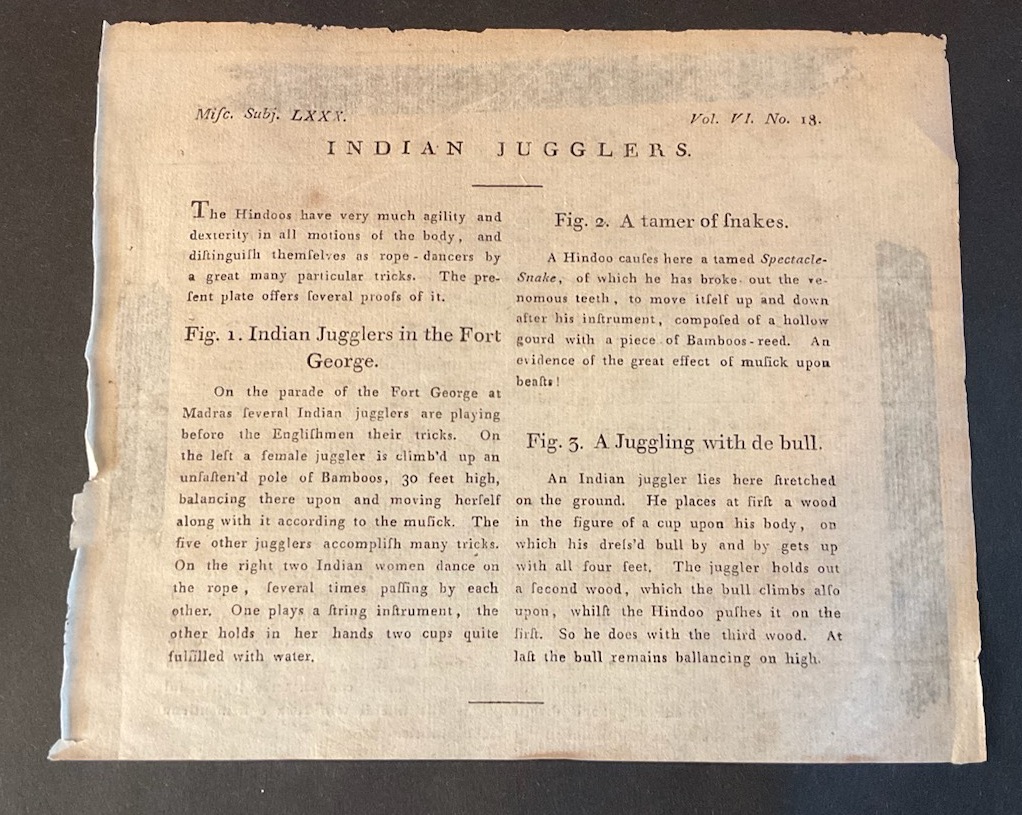 Miſc. Subj. LXXX.
Vol. VI. No. 18.
INDIAN JUGGLERS.
The Hindoos have very much agility and
dexterity in all motions of the body, and
diſtinguiſh themſelves as rope-dancers by
a great many particular tricks. The pre-
ſent plate offers ſeveral proofs of it.
Fig. 1. Indian Jugglers in the Fort
George.
On the parade of the Fort George at
Madras ſeveral Indian jugglers are playing
before the Engliſhmen their tricks. On
the left a female juggler is climb'd up an
unfaſten'd pole of Bamboos, 30 feet high,
balancing there upon and moving herſelf
along with it according to the muſick. The
five other jugglers accompliſh many tricks.
On the right two Indian women dance on
the rope, ſeveral times paſſing by each
other. One plays a ſtring inſtrument, the
other holds in her hands two cups quite
fulfilled with water.
Fig. 2. A tamer of ſnakes.
A Hindoo cauſes here a tamed Spectacle-
Snake, of which he has broke out the ve-
nomous teeth, to move itſelf up and down
after his inſtrument, compoſed of a hollow
gourd with a piece of Bamboos-reed. An
evidence of the great effect of muſick upon
beaſts!
Fig. 3. A Juggling with de bull.
An Indian juggler lies here ſtretched
on the ground. He places at firſt a wood
in the figure of a cup upon his body, on
which his dreſs'd bull by and by gets up
with all four feet. The juggler holds out
a ſecond wood, which the bull climbs alſo
upon, whilſt the Hindoo puſhes it on the
firſt. So he does with the third wood. At
laſt the bull remains ballancing on high.